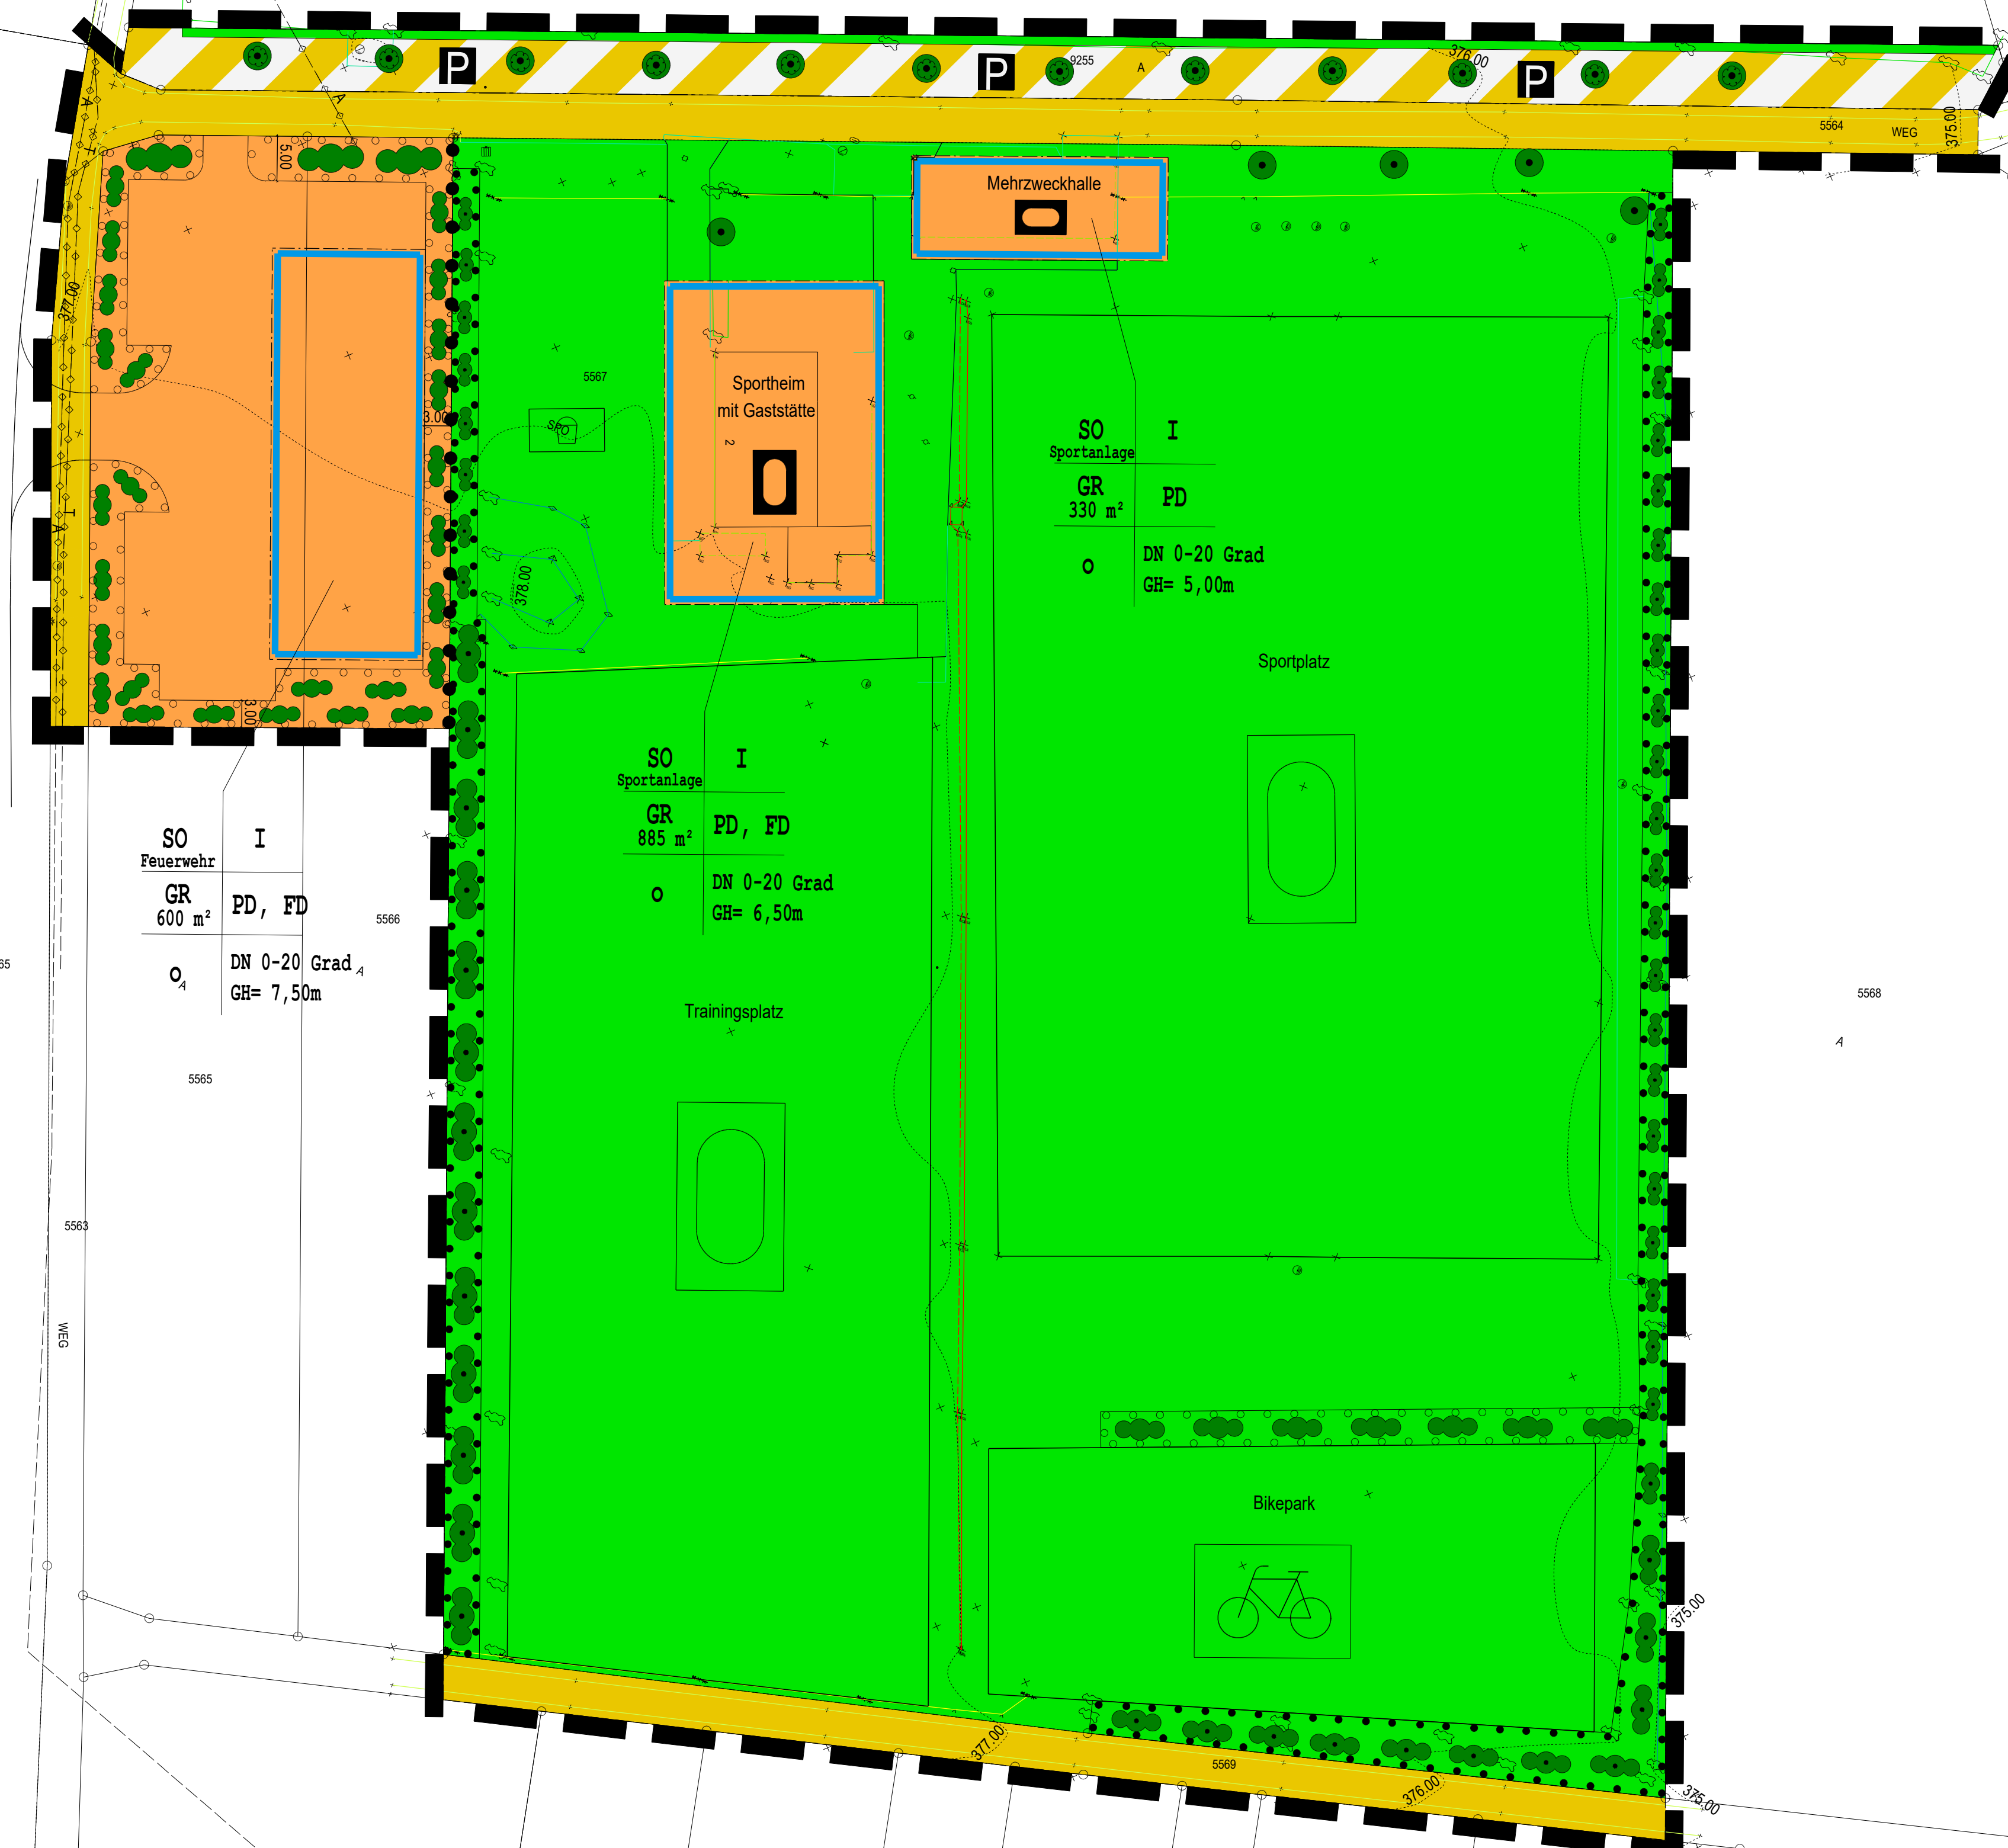 P
P
P
9255
A
376.00
5564
WEG
375.00
A
A
T
5.00
Mehrzweckhalle
377.00
5567
3.00
SPO
Sportheim
mit Gaststätte
2
SO
Sportanlage
I
GR
330 m²
PD
o
DN 0-20 Grad
GH= 5,00m
T
A
378.00
Sportplatz
3.00
SO
Sportanlage
I
GR
885 m²
PD, FD
o
DN 0-20 Grad
GH= 6,50m
SO
Feuerwehr
I
GR
600 m²
PD, FD
o
A
DN 0-20 Grad
GH= 7,50m
5566
A
65
5568
A
Trainingsplatz
5565
5563
WEG
Bikepark
375.00
377.00
5569
376.00
375.00